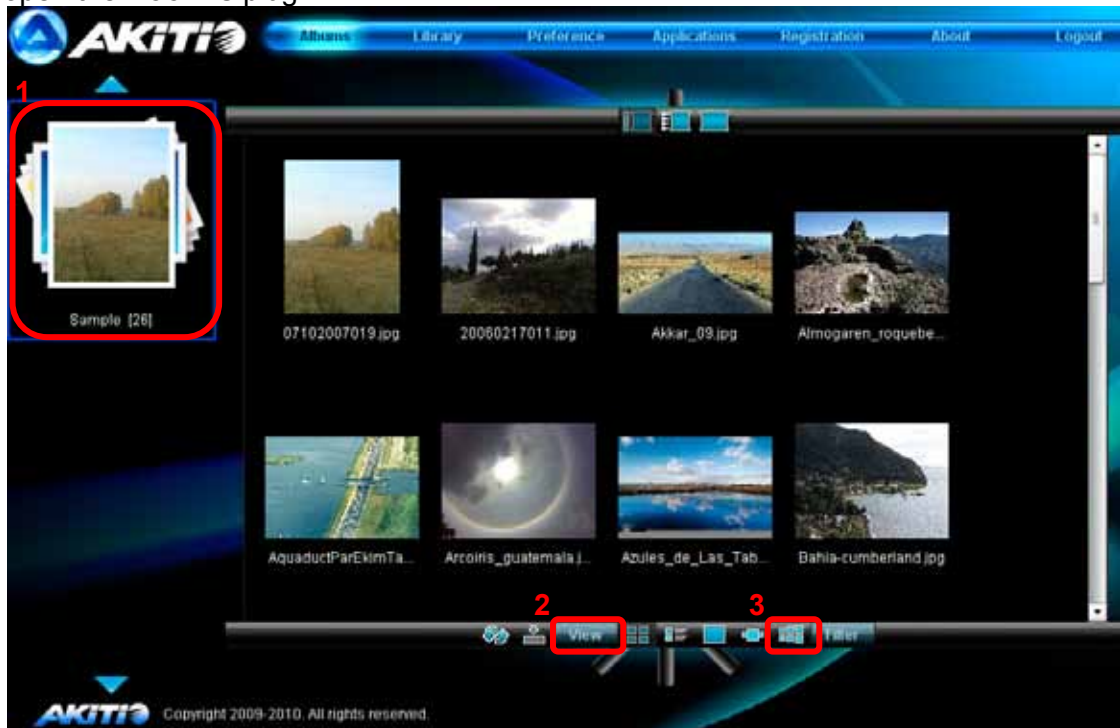 AKiTiO
Albums Library Preference Applications Registration About Logout
1
Sample [26]
07102007019.jpg 20060217011.jpg Akkar_09.jpg Almogaren_roquebe...
AquaductParEkimTa... Arcoiris_guatemala.j... Azules_de_Las_Tab... Bahia-cumberland.jpg
2 3
View Filter
AKiTiO Copyright 2009-2010. All rights reserved.